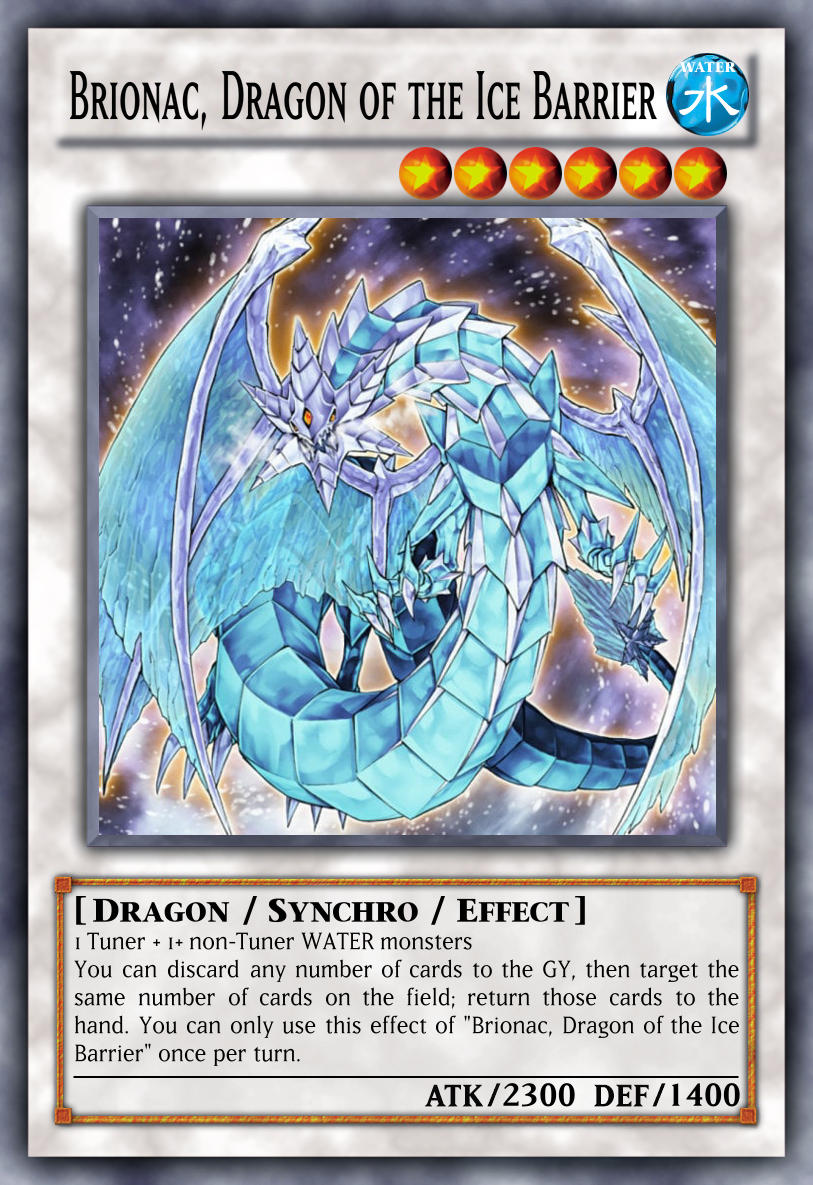 Brionac, Dragon of the Ice Barrier
WATER
水
[ Dragon / Synchro / Effect ]
1 Tuner + 1+ non-Tuner WATER monsters
You can discard any number of cards to the GY, then target the
same number of cards on the field; return those cards to the
hand. You can only use this effect of "Brionac, Dragon of the Ice
Barrier" once per turn.
ATK/2300 DEF/1400